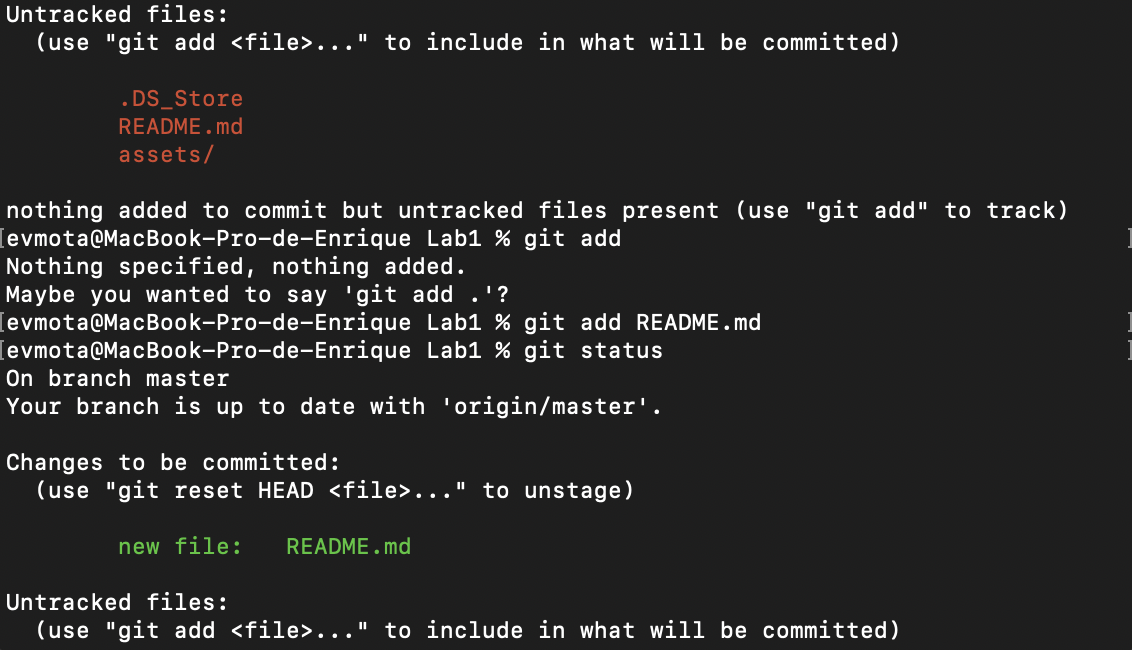 Untracked files:
  (use "git add <file>..." to include in what will be committed)
        .DS_Store
        README.md
        assets/
nothing added to commit but untracked files present (use "git add" to track)
[evmota@MacBook-Pro-de-Enrique Lab1 % git add ]
Nothing specified, nothing added.
Maybe you wanted to say 'git add .'?
[evmota@MacBook-Pro-de-Enrique Lab1 % git add README.md ]
[evmota@MacBook-Pro-de-Enrique Lab1 % git status ]
On branch master
Your branch is up to date with 'origin/master'.
Changes to be committed:
  (use "git reset HEAD <file>..." to unstage)
        new file:   README.md
Untracked files:
  (use "git add <file>..." to include in what will be committed)